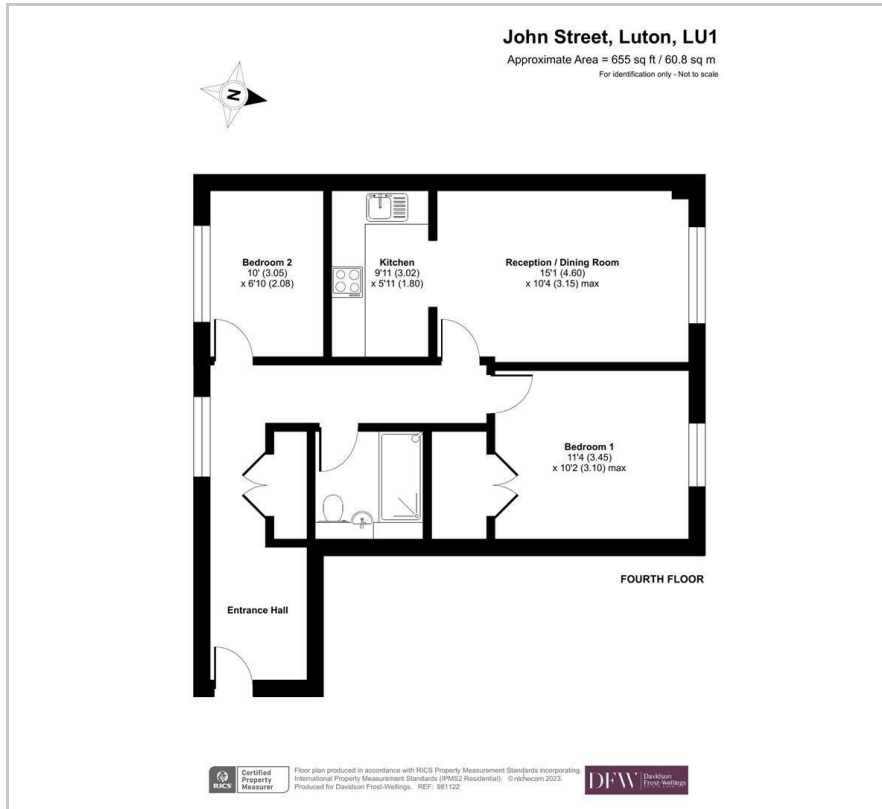 John Street, Luton, LU1
Approximate Area = 655 sq ft / 60.8 sq m
For identification only - Not to scale
N
Bedroom 2
10' (3.05)
x 6'10 (2.08)
Kitchen
9'11 (3.02)
x 5'11 (1.80)
Reception / Dining Room
15'1 (4.60)
x 10'4 (3.15) max
Bedroom 1
11'4 (3.45)
x 10'2 (3.10) max
FOURTH FLOOR
Entrance Hall
RICS
Certified
Property
Measurer
Floor plan produced in accordance with RICS Property Measurement Standards incorporating
International Property Measurement Standards (IPMS2 Residential). © nichecom 2023.
Produced for Davidson Frost-Wellings. REF: 981122
DFW
Davidson
Frost-Wellings